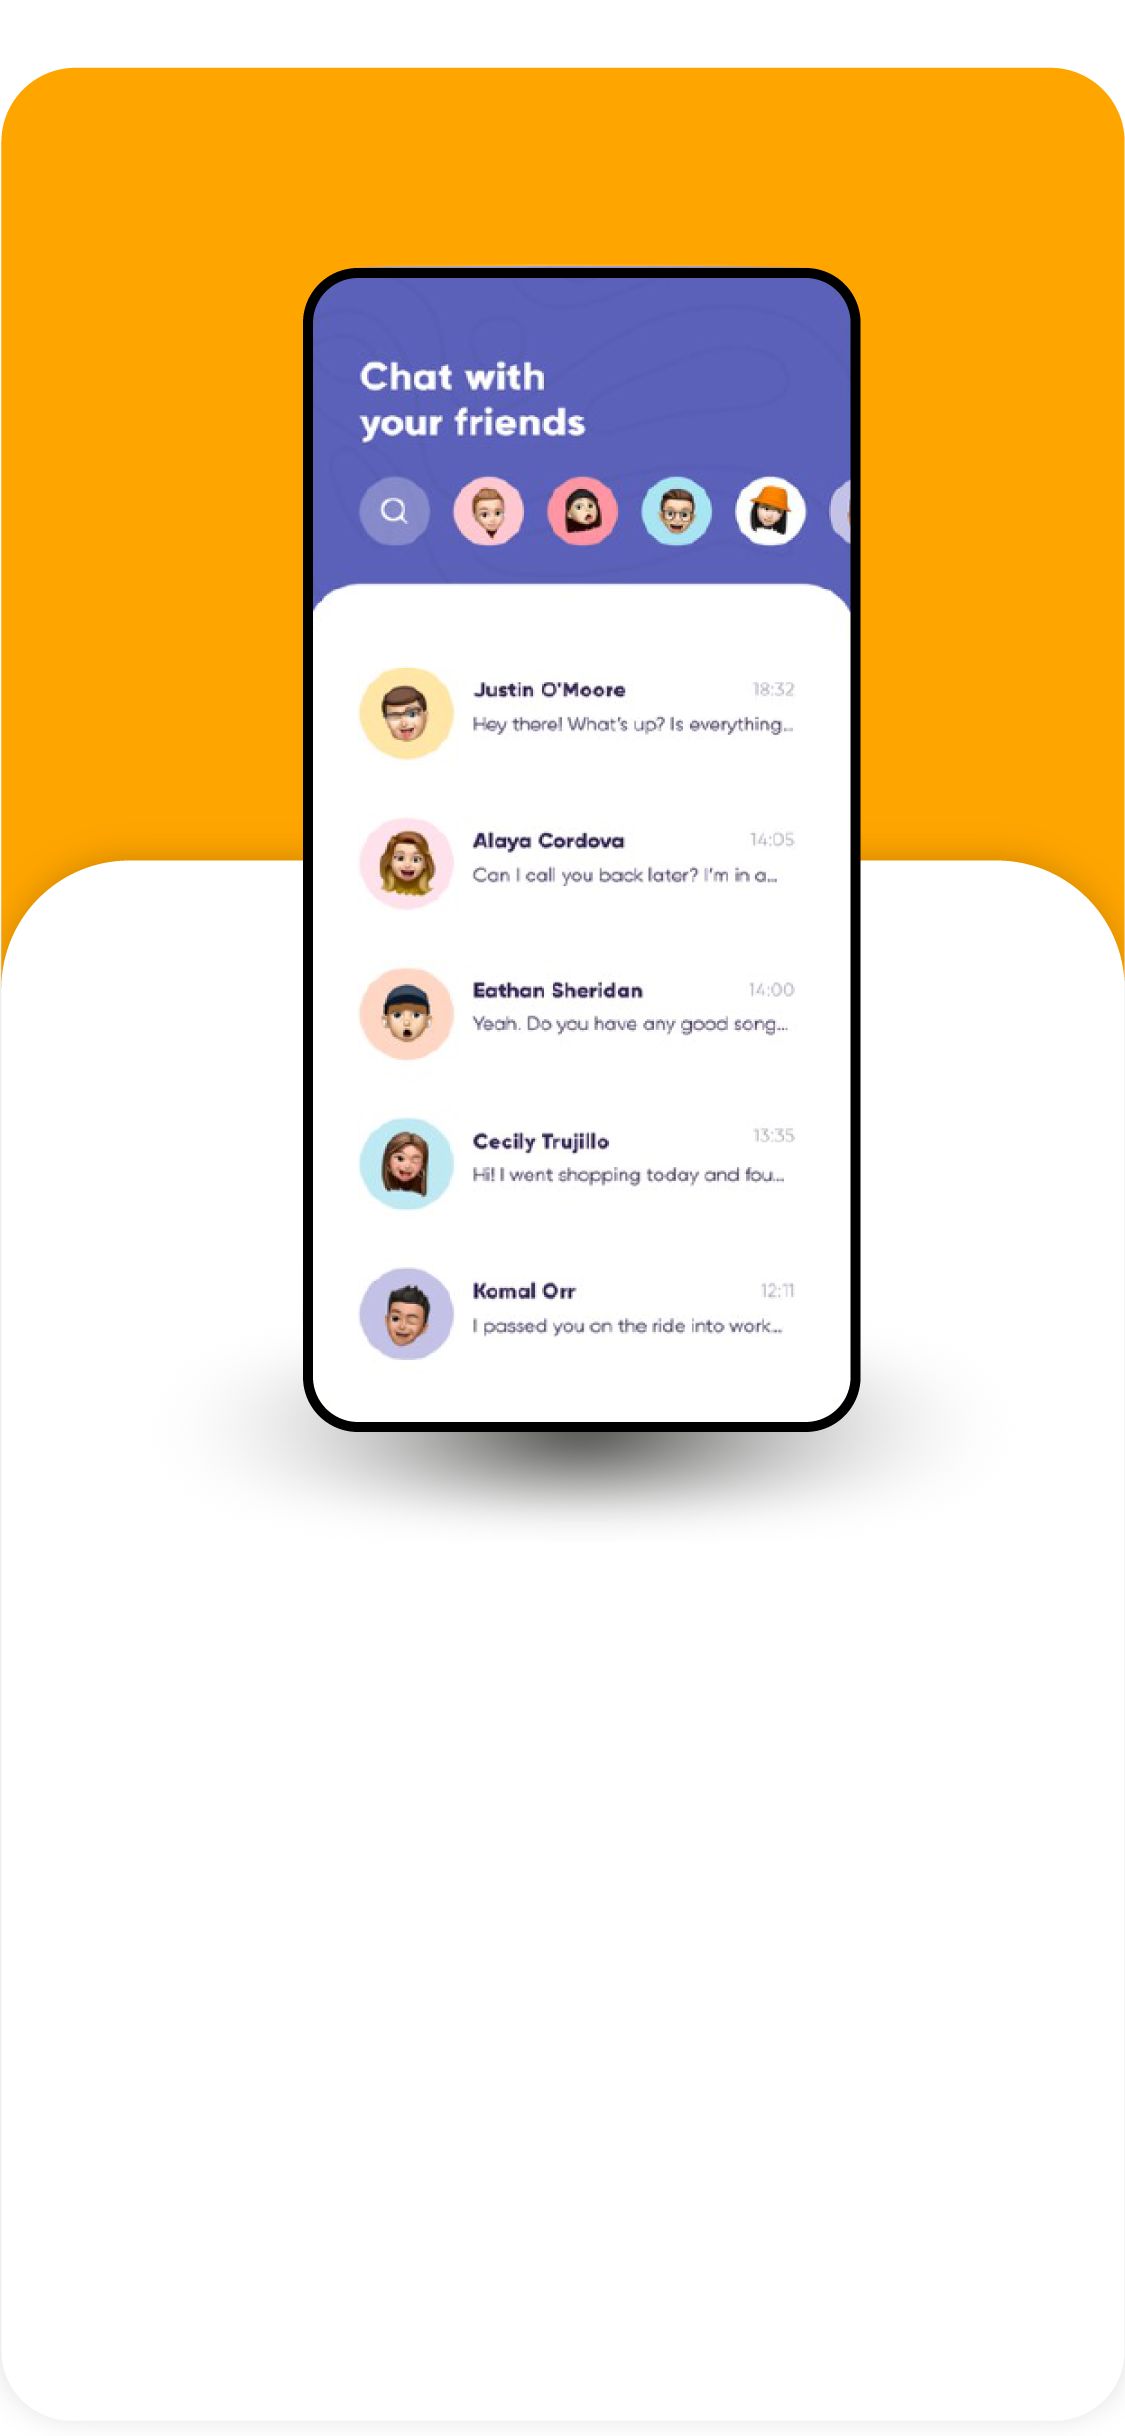 Chat with
your friends
Justin O'Moore 18:32
Hey there! What's up? Is everything...
Alaya Cordova 14:05
Can I call you back later? I'm in a...
Eathan Sheridan 14:00
Yeah. Do you have any good song...
Cecily Trujillo 13:35
Hi! I went shopping today and fou...
Komal Orr 12:11
I passed you on the ride into work...